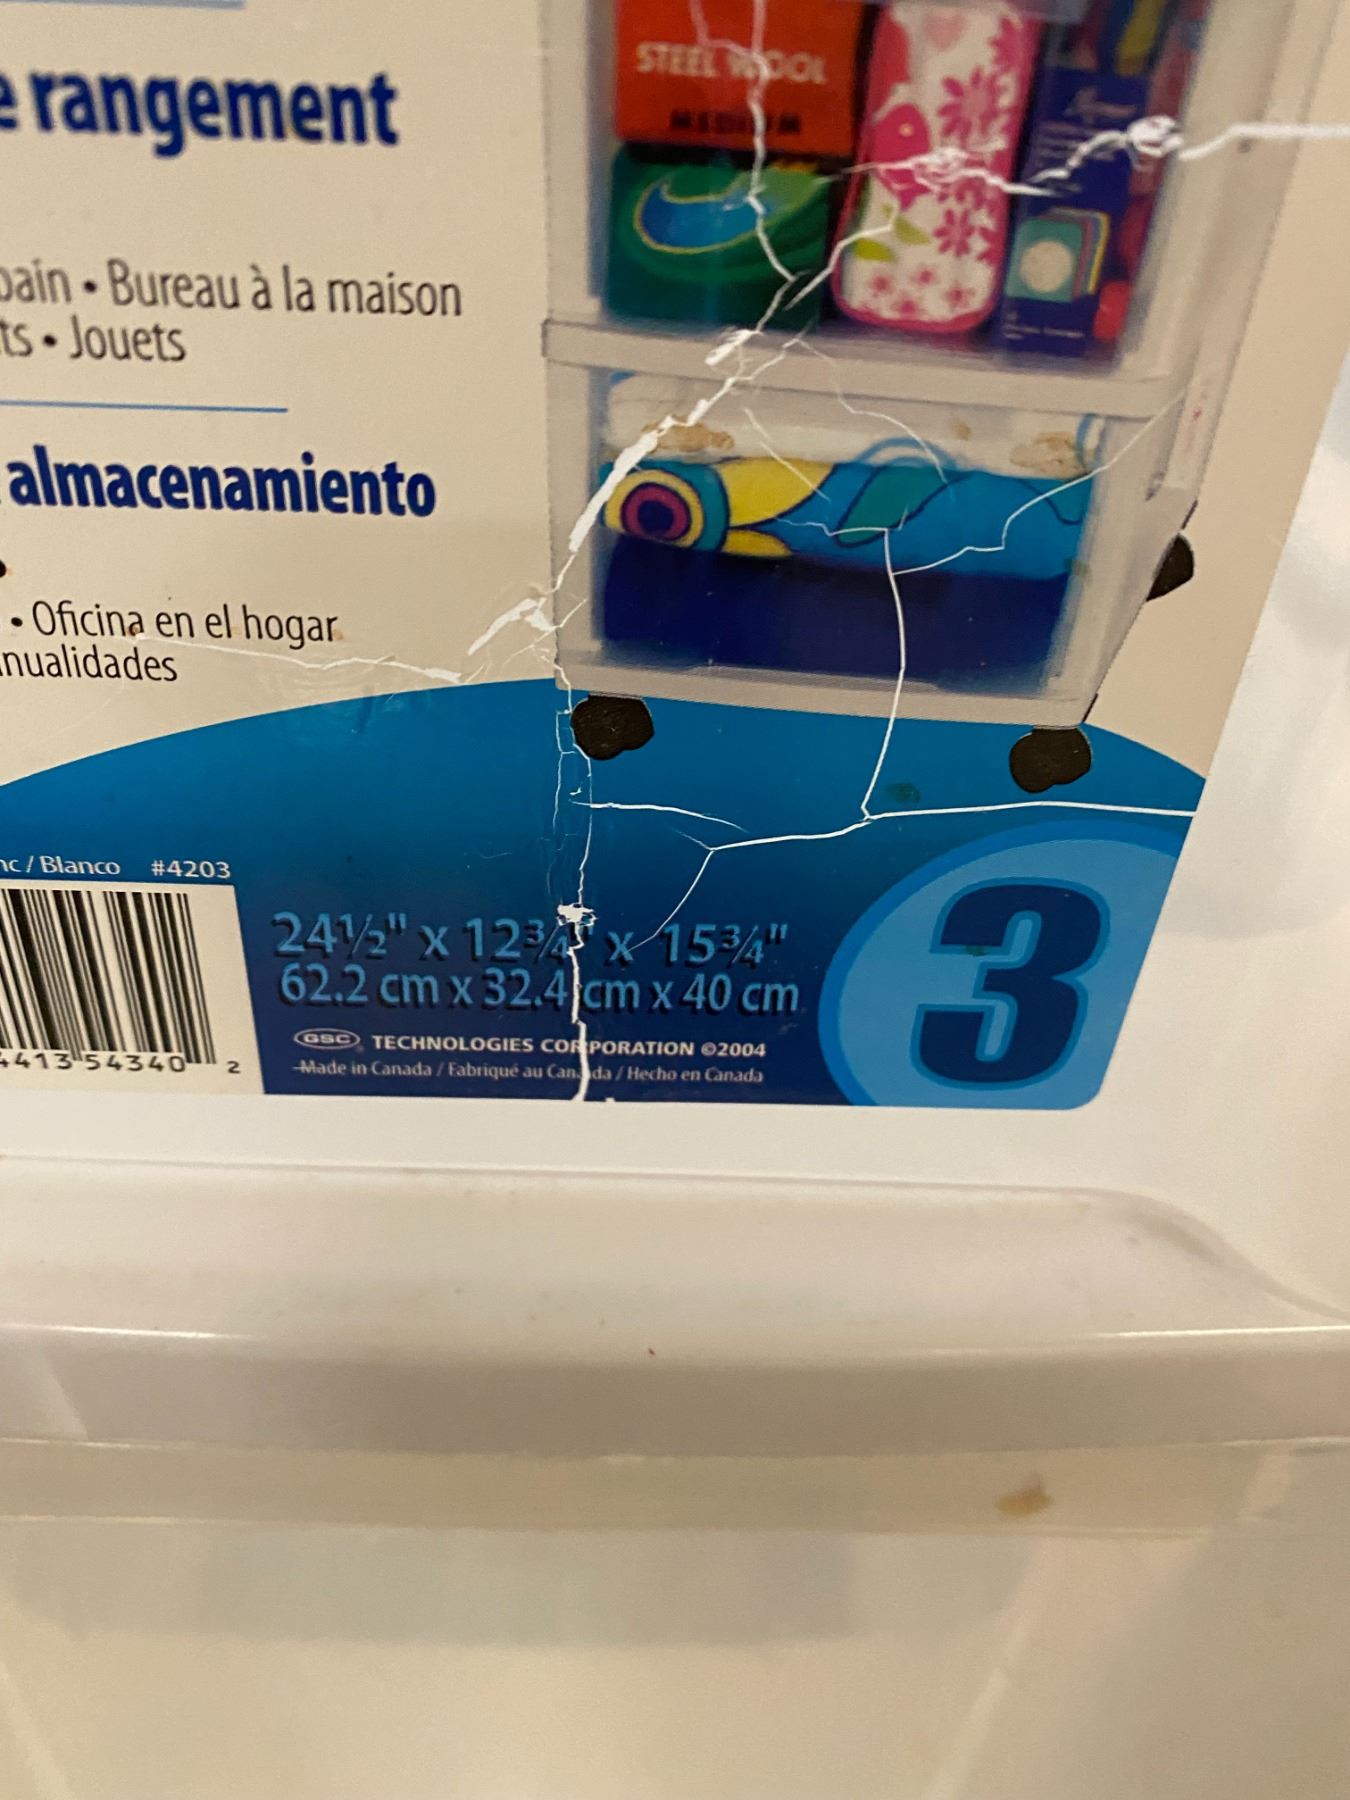 STEEL WOOL
MEDIUM
e rangement
bain • Bureau à la maison
ts • Jouets
almacenamiento
• Oficina en el hogar
nualidades
nc / Blanco #4203
24½" x 12¾" x 15¾"
62.2 cm x 32.4 cm x 40 cm
3
GSC TECHNOLOGIES CORPORATION ©2004
Made in Canada / Fabriqué au Canada / Hecho en Canada
4413 54340 2